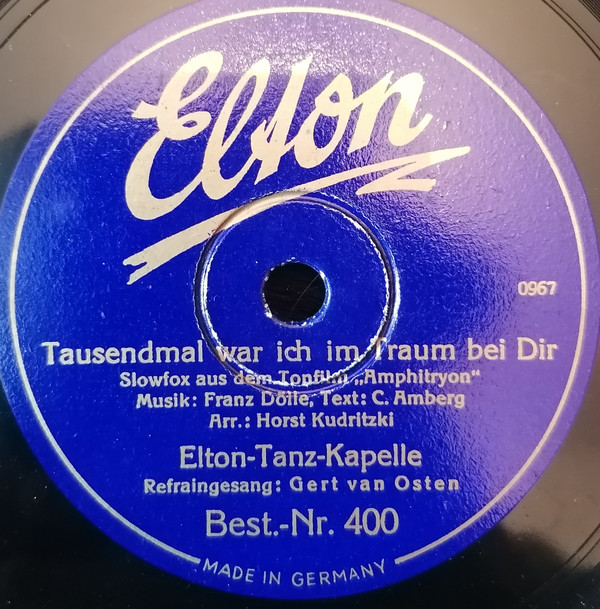 Elton
0967
Tausendmal war ich im Traum bei Dir
Slowfox aus dem Tonfilm „Amphitryon“
Musik: Franz Dölle, Text: C. Amberg
Arr.: Horst Kudritzki
Elton-Tanz-Kapelle
Refraingesang: Gert van Osten
Best.-Nr. 400
MADE IN GERMANY